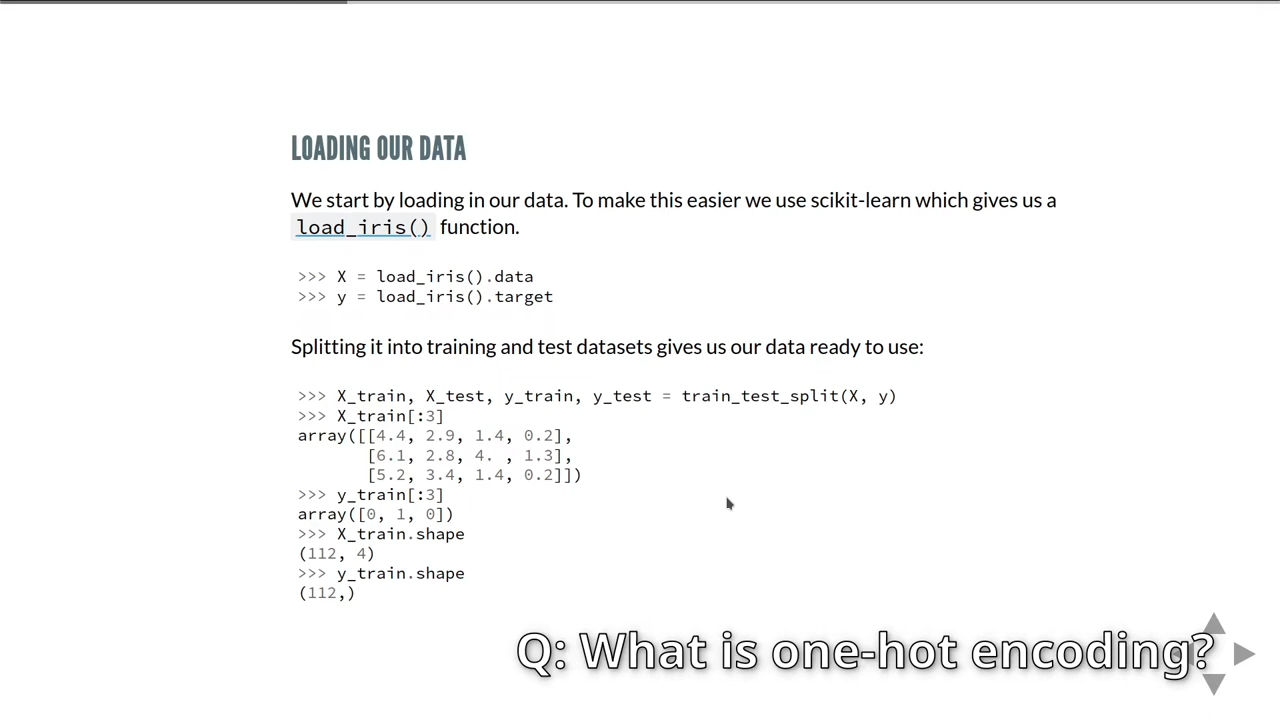 LOADING OUR DATA
We start by loading in our data. To make this easier we use scikit-learn which gives us a
load_iris() function.
>>> X = load_iris().data
>>> y = load_iris().target
Splitting it into training and test datasets gives us our data ready to use:
>>> X_train, X_test, y_train, y_test = train_test_split(X, y)
>>> X_train[:3]
array([[4.4, 2.9, 1.4, 0.2],
       [6.1, 2.8, 4. , 1.3],
       [5.2, 3.4, 1.4, 0.2]])
>>> y_train[:3]
array([0, 1, 0])
>>> X_train.shape
(112, 4)
>>> y_train.shape
(112,)
Q: What is one-hot encoding?